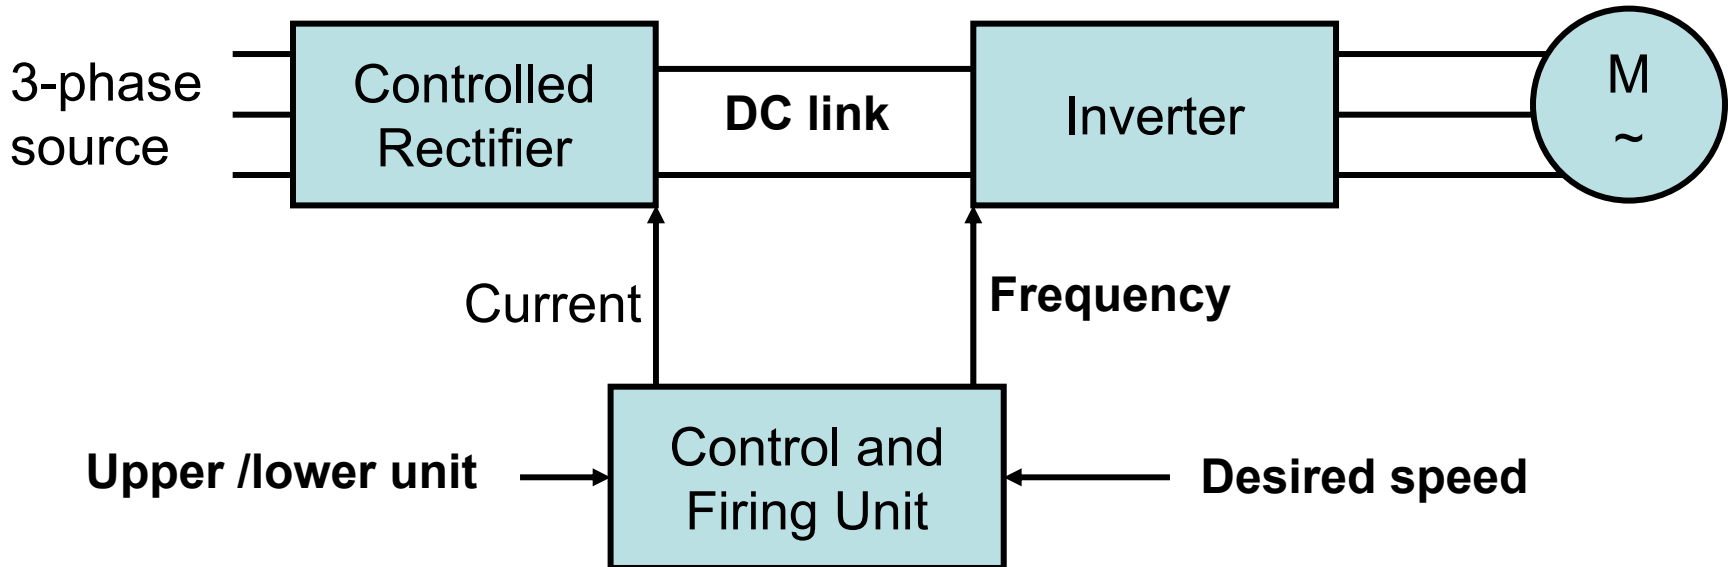 3-phase
source
Controlled
Rectifier
DC link
Inverter
M
~
Current
Frequency
Upper /lower unit
Control and
Firing Unit
Desired speed